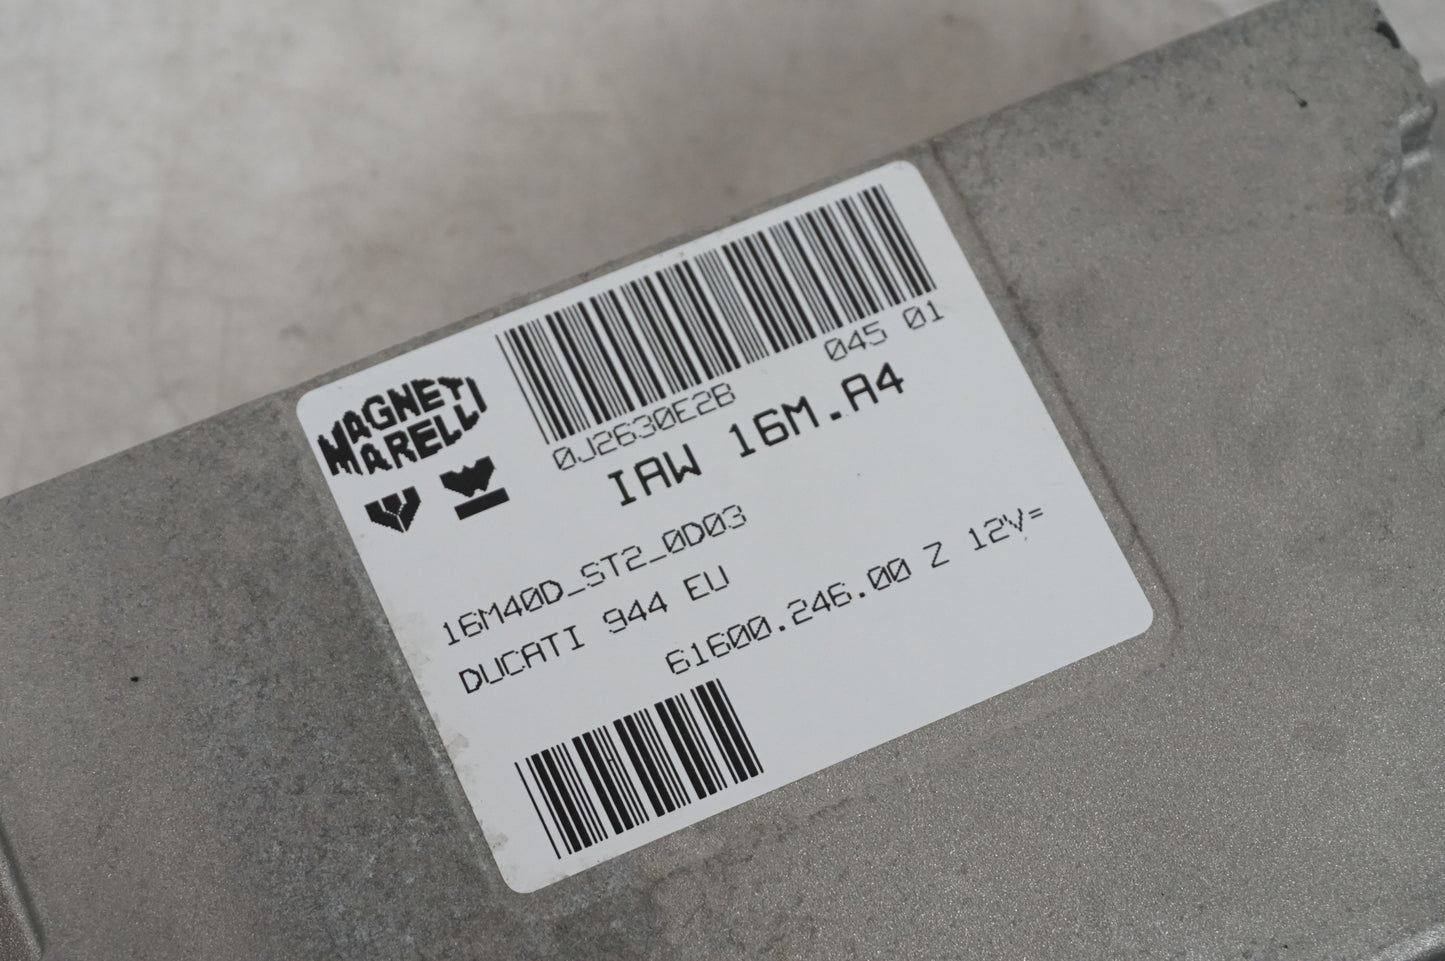 MAGNETI
MARELLI
0J2630E2B 045 01
IAW 16M.A4
16M40D_ST2_0D03
DUCATI 944 EU
61600.246.00 Z 12V=